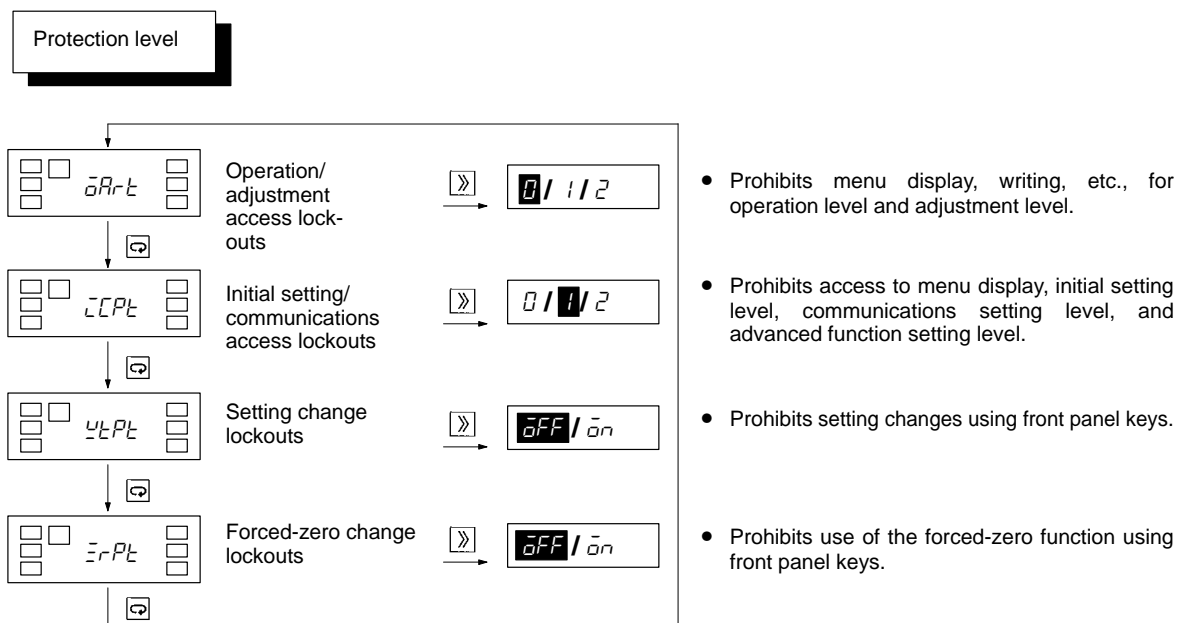 Protection level
oArt
Operation/
adjustment
access lock-
outs
0/1/2
Prohibits menu display, writing, etc., for
operation level and adjustment level.
iCPt
Initial setting/
communications
access lockouts
0/1/2
Prohibits access to menu display, initial setting
level, communications setting level, and
advanced function setting level.
wtPt
Setting change
lockouts
oFF/on
Prohibits setting changes using front panel keys.
zrPt
Forced-zero change
lockouts
oFF/on
Prohibits use of the forced-zero function using
front panel keys.